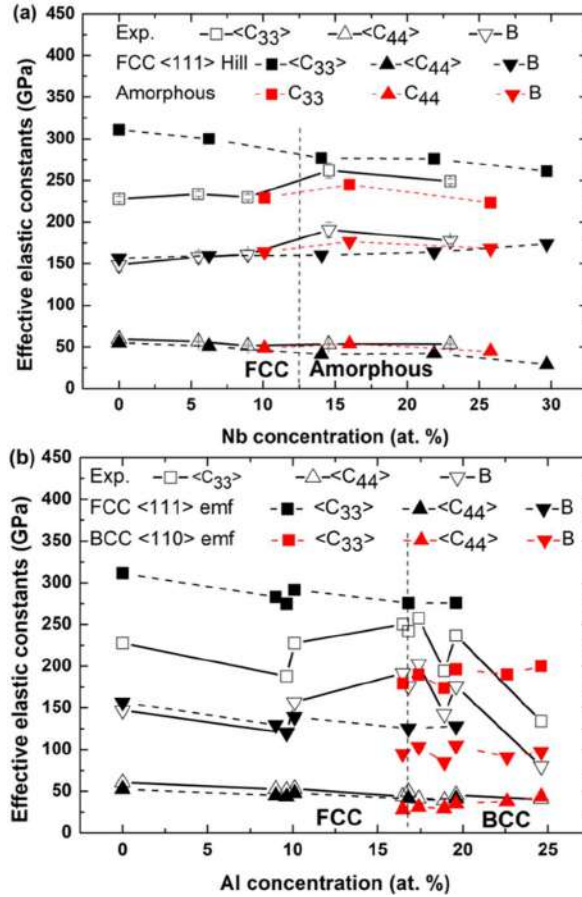 (a)
450
400
350
300
250
200
150
100
50
0
Effective elastic constants (GPa)
Exp. <C33> <C44> B
FCC <111> Hill <C33> <C44> B
Amorphous C33 C44 B
FCC Amorphous
0 5 10 15 20 25 30
Nb concentration (at. %)
(b)
450
400
350
300
250
200
150
100
50
0
Effective elastic constants (GPa)
Exp. <C33> <C44> B
FCC <111> emf <C33> <C44> B
BCC <110> emf <C33> <C44> B
FCC BCC
0 5 10 15 20 25
Al concentration (at. %)